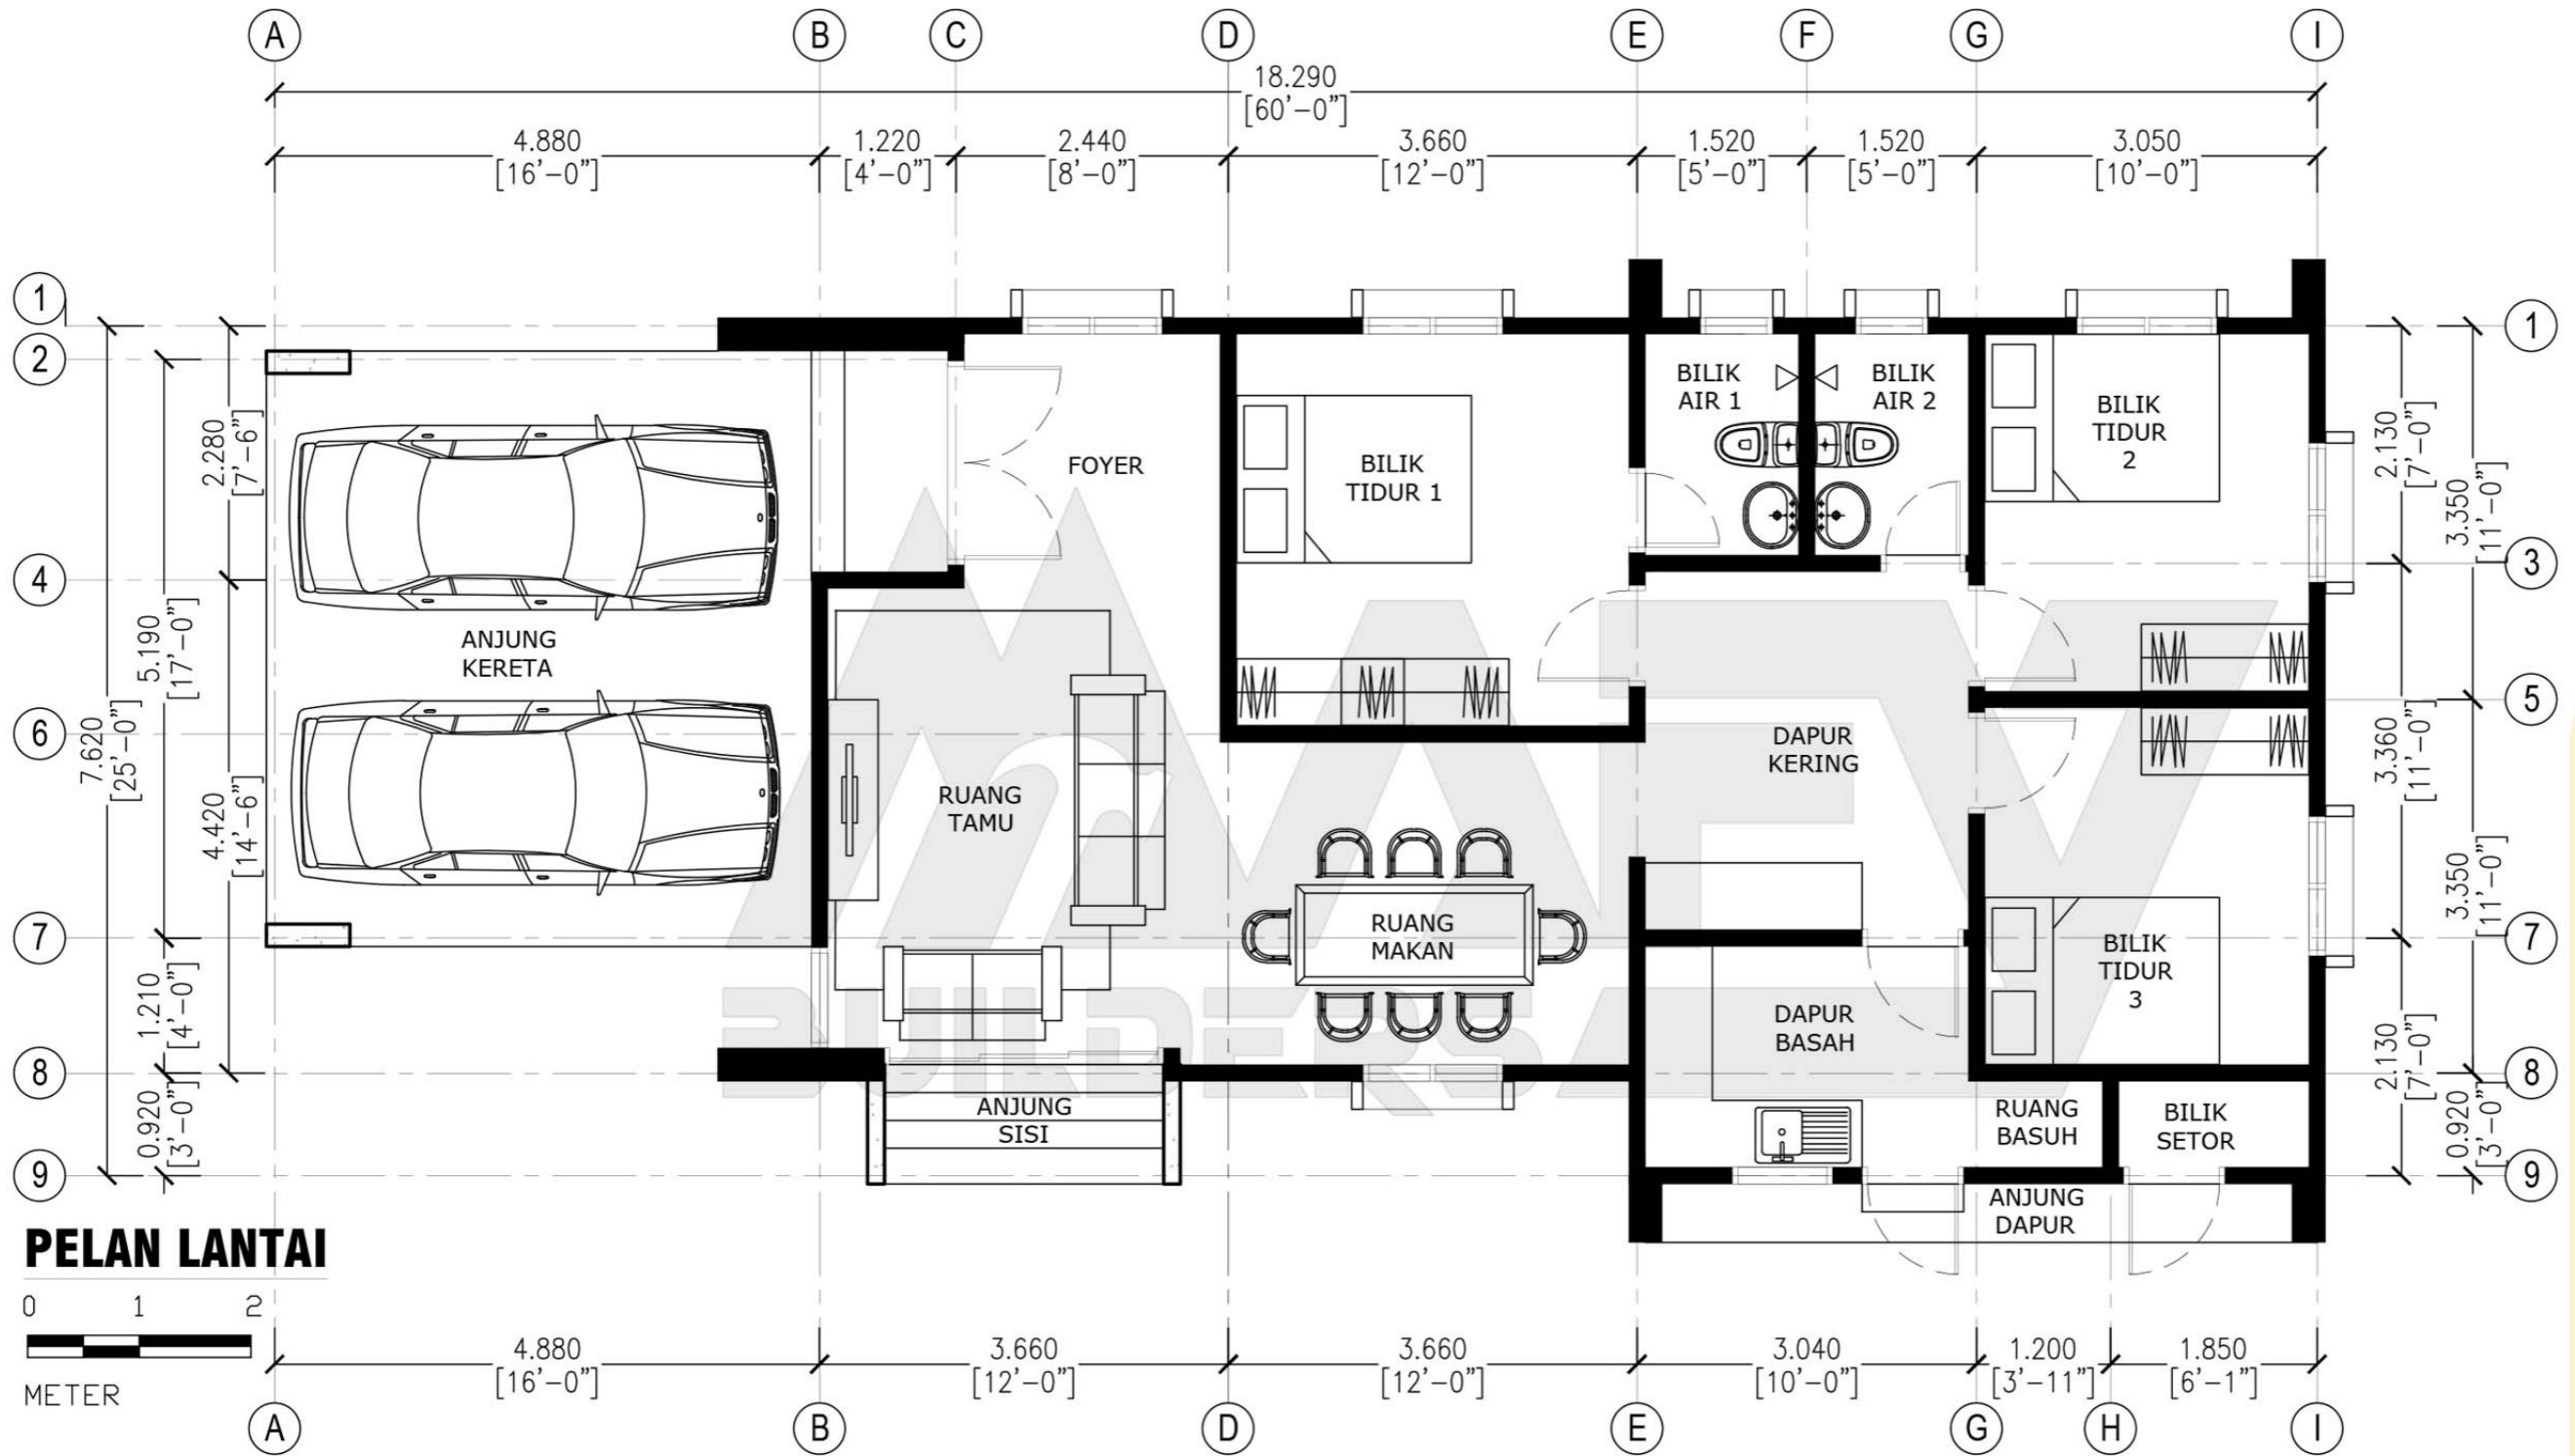 A B C D E F G I
18.290
[60'-0"]
4.880 1.220 2.440 3.660 1.520 1.520 3.050
[16'-0"] [4'-0"] [8'-0"] [12'-0"] [5'-0"] [5'-0"] [10'-0"]
1
2
4
6
7
8
9
7.620
[25'-0"]
5.190
[17'-0"]
1.210
[4'-0"]
0.920
[3'-0"]
2.280
[7'-6"]
4.420
[14'-6"]
ANJUNG
KERETA
FOYER
BILIK
TIDUR 1
BILIK
AIR 1
BILIK
AIR 2
BILIK
TIDUR
2
RUANG
TAMU
DAPUR
KERING
RUANG
MAKAN
BILIK
TIDUR
3
DAPUR
BASAH
ANJUNG
SISI
RUANG
BASUH
BILIK
SETOR
ANJUNG
DAPUR
BUILDERS
2.130
[7'-0"]
3.360
[11'-0"]
2.130
[7'-0"]
3.350
[11'-0"]
3.350
[11'-0"]
0.920
[3'-0"]
1
3
5
7
8
9
PELAN LANTAI
0 1 2
METER
4.880 3.660 3.660 3.040 1.200 1.850
[16'-0"] [12'-0"] [12'-0"] [10'-0"] [3'-11"] [6'-1"]
A B D E G H I